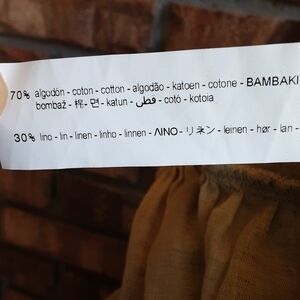 70% algodón - coton - cotton - algodão - katoen - cotone - BAMBAKI
bombaž - 棉 - 면 - katun - قطن - cotó - kotoia
30% lino - lin - linen - linho - linnen - ΛΙΝΟ - リネン - leinen - hør - lan -